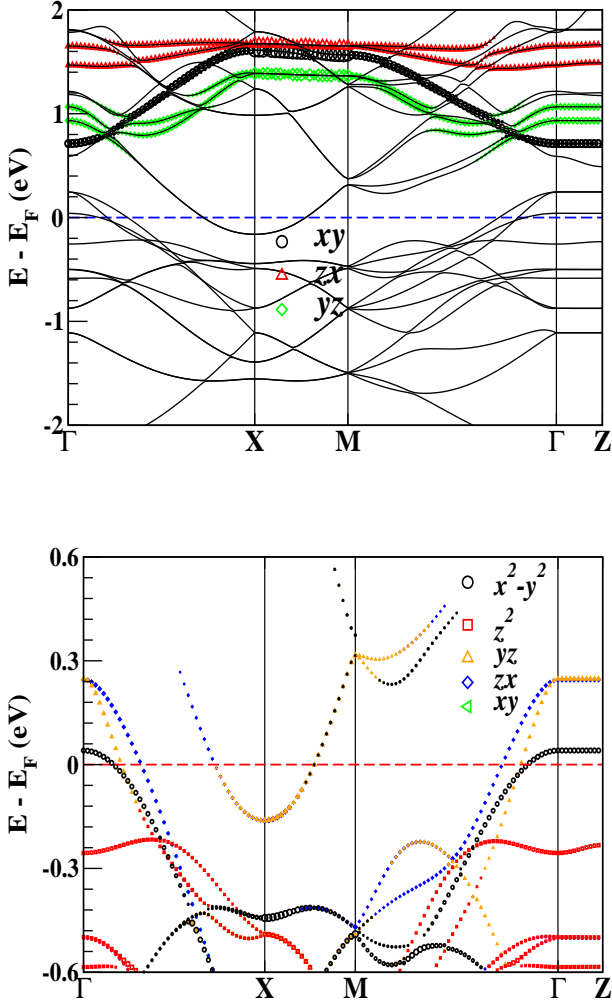 2
1
0
-1
-2
E - E_F (eV)
xy
zx
yz
Γ X M Γ Z
0.6
0.3
0
-0.3
-0.6
E - E_F (eV)
x^2-y^2
z^2
yz
zx
xy
Γ X M Γ Z